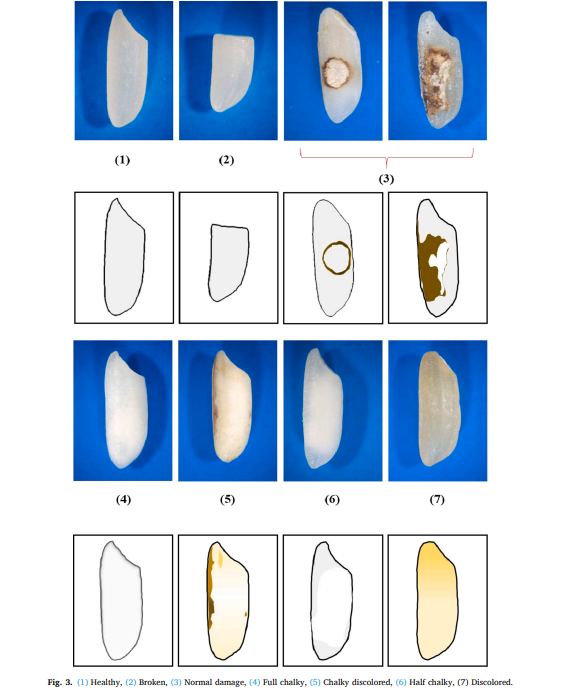 (1) (2)
(3)
(4) (5) (6) (7)
Fig. 3. (1) Healthy, (2) Broken, (3) Normal damage, (4) Full chalky, (5) Chalky discolored, (6) Half chalky, (7) Discolored.